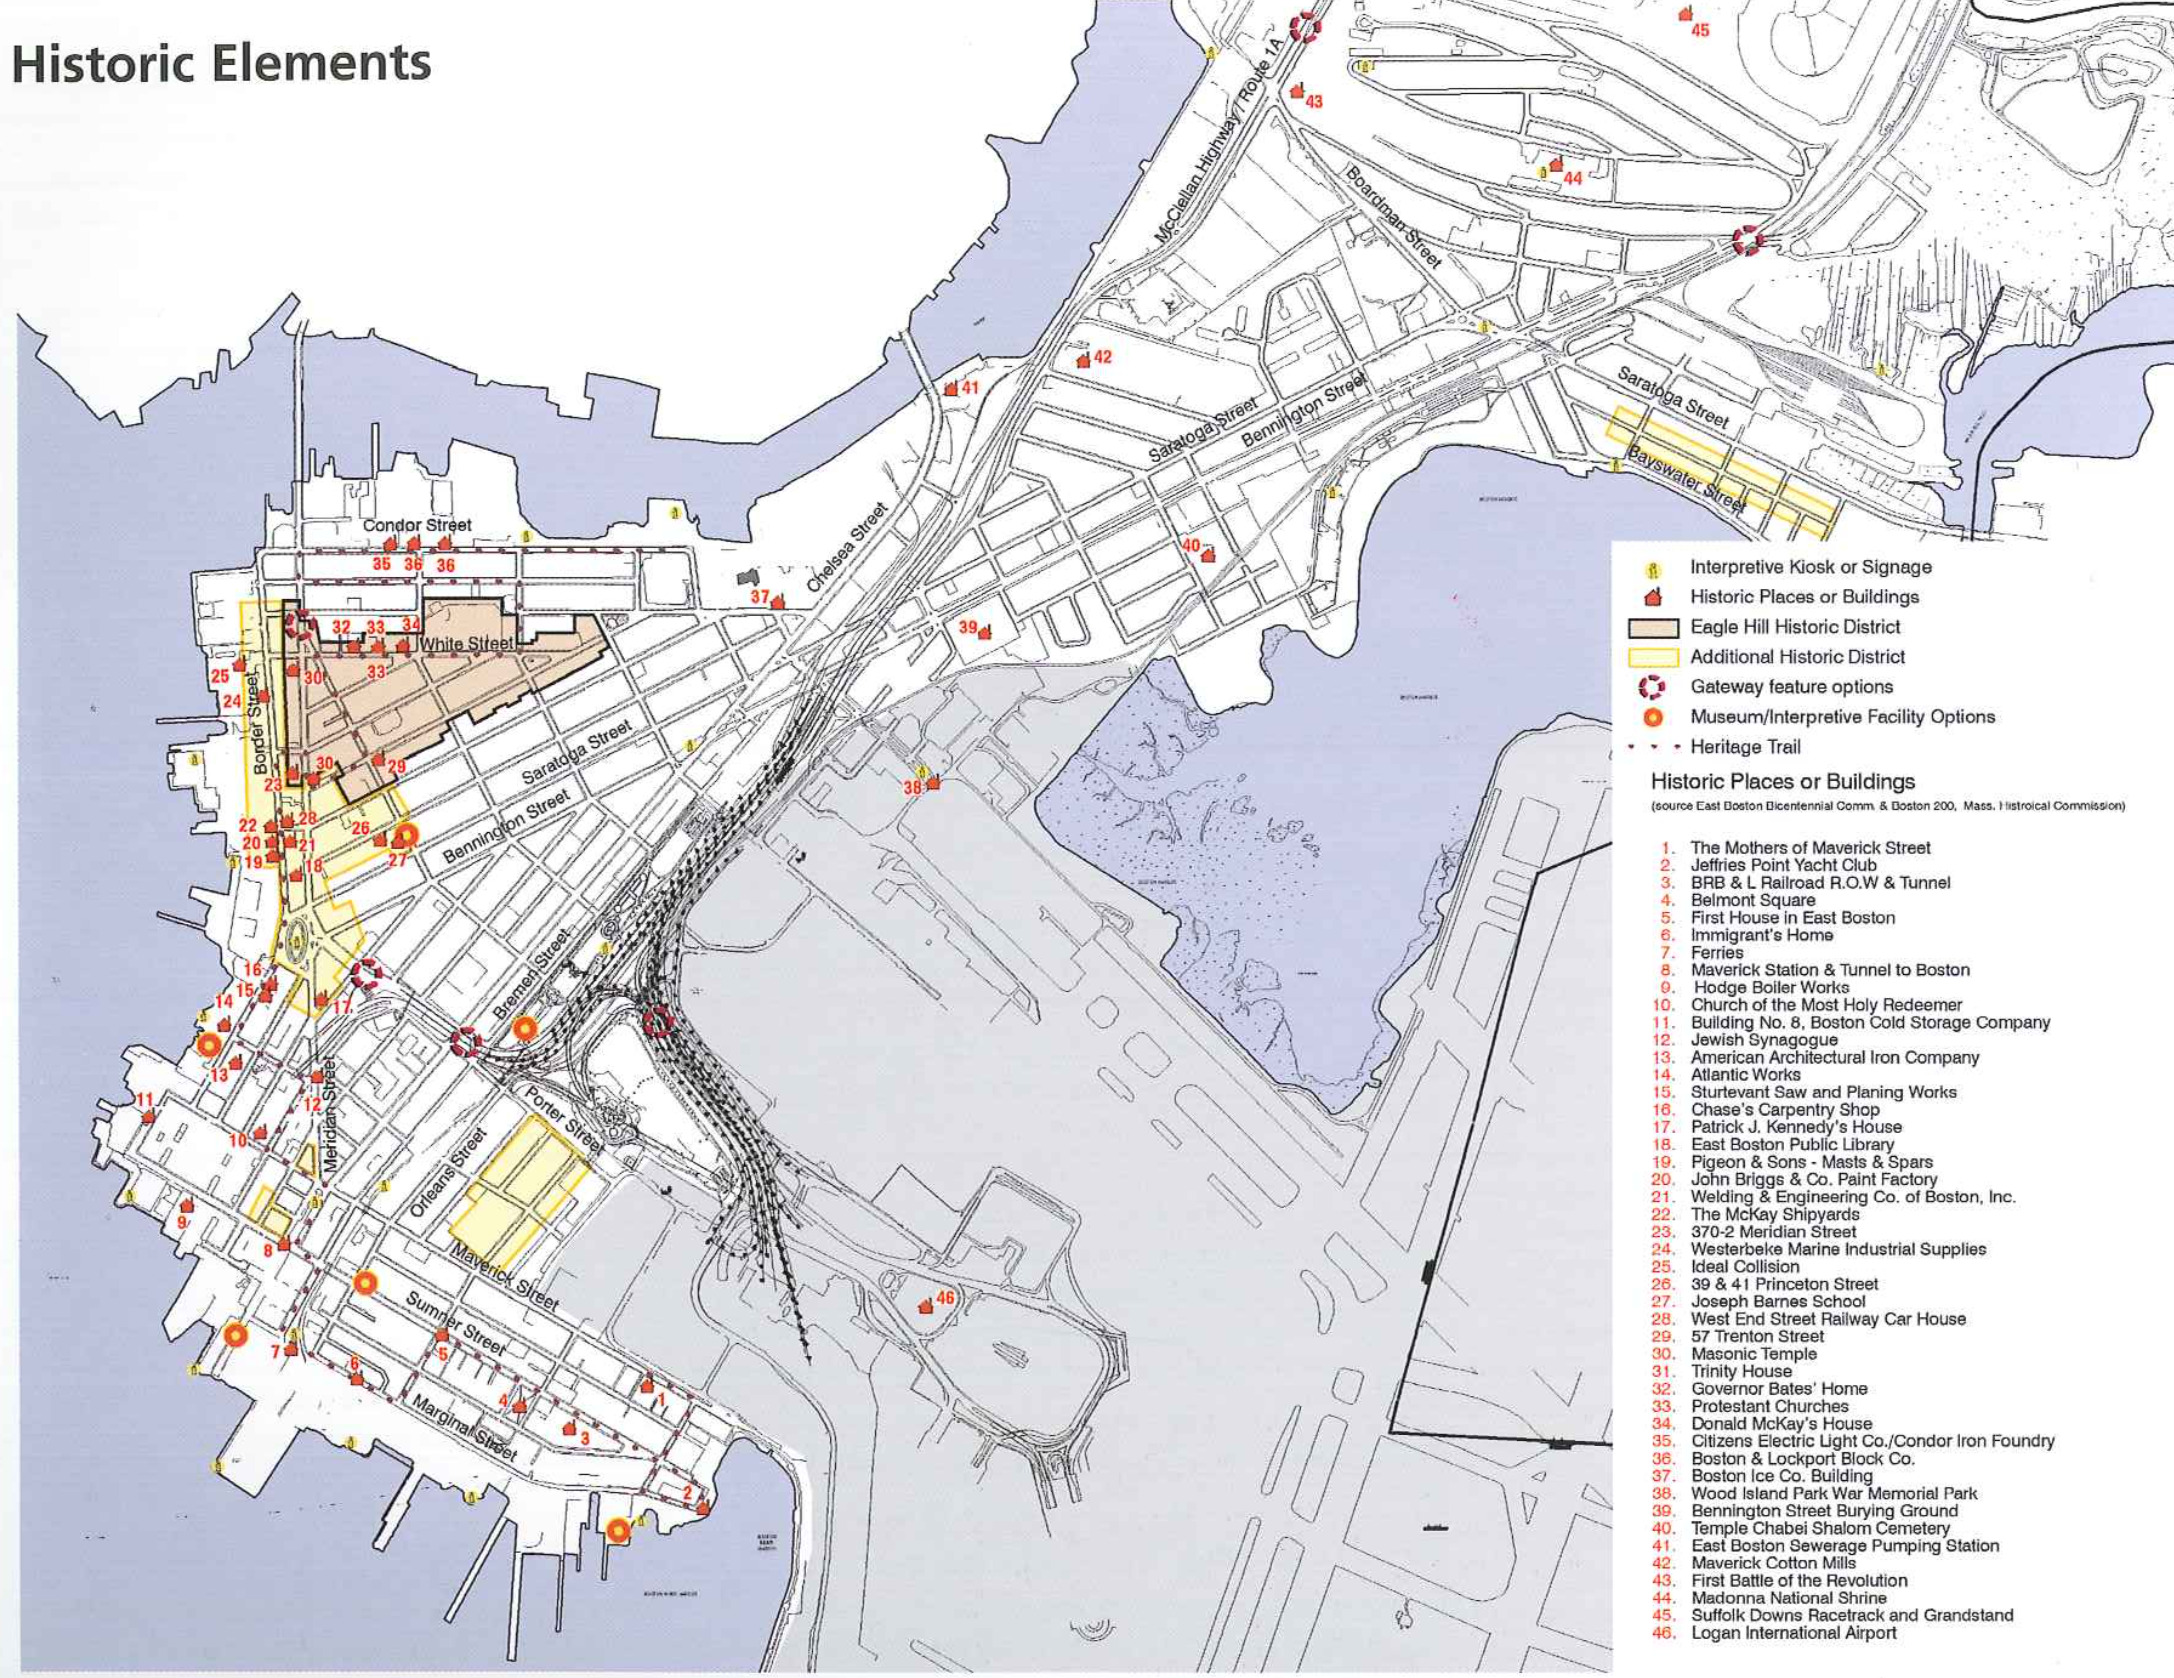 Historic Elements
45
McClellan Highway / Route 1A
43
44
Boardman Street
42
41
Saratoga Street
Bennington Street
Saratoga Street
Bayswater Street
Condor Street
35 36 36
Chelsea Street
40
37
39
32 33 34
White Street
33
25
30
24
Border Street
Saratoga Street
30
29
23
38
28
22
26
20
21
27
19
18
Bennington Street
16
15
14
17
Bremen Street
13
12
11
10
Meridian Street
Porter Street
Orleans Street
9
8
Maverick Street
46
Sumner Street
7
6
5
4
1
3
Marginal Street
2
Interpretive Kiosk or Signage
Historic Places or Buildings
Eagle Hill Historic District
Additional Historic District
Gateway feature options
Museum/Interpretive Facility Options
Heritage Trail
Historic Places or Buildings
(source East Boston Bicentennial Comm. & Boston 200, Mass. Histroical Commission)
1. The Mothers of Maverick Street
2. Jeffries Point Yacht Club
3. BRB & L Railroad R.O.W & Tunnel
4. Belmont Square
5. First House in East Boston
6. Immigrant's Home
7. Ferries
8. Maverick Station & Tunnel to Boston
9. Hodge Boiler Works
10. Church of the Most Holy Redeemer
11. Building No. 8, Boston Cold Storage Company
12. Jewish Synagogue
13. American Architectural Iron Company
14. Atlantic Works
15. Sturtevant Saw and Planing Works
16. Chase's Carpentry Shop
17. Patrick J. Kennedy's House
18. East Boston Public Library
19. Pigeon & Sons - Masts & Spars
20. John Briggs & Co. Paint Factory
21. Welding & Engineering Co. of Boston, Inc.
22. The McKay Shipyards
23. 370-2 Meridian Street
24. Westerbeke Marine Industrial Supplies
25. Ideal Collision
26. 39 & 41 Princeton Street
27. Joseph Barnes School
28. West End Street Railway Car House
29. 57 Trenton Street
30. Masonic Temple
31. Trinity House
32. Governor Bates' Home
33. Protestant Churches
34. Donald McKay's House
35. Citizens Electric Light Co./Condor Iron Foundry
36. Boston & Lockport Block Co.
37. Boston Ice Co. Building
38. Wood Island Park War Memorial Park
39. Bennington Street Burying Ground
40. Temple Chabei Shalom Cemetery
41. East Boston Sewerage Pumping Station
42. Maverick Cotton Mills
43. First Battle of the Revolution
44. Madonna National Shrine
45. Suffolk Downs Racetrack and Grandstand
46. Logan International Airport